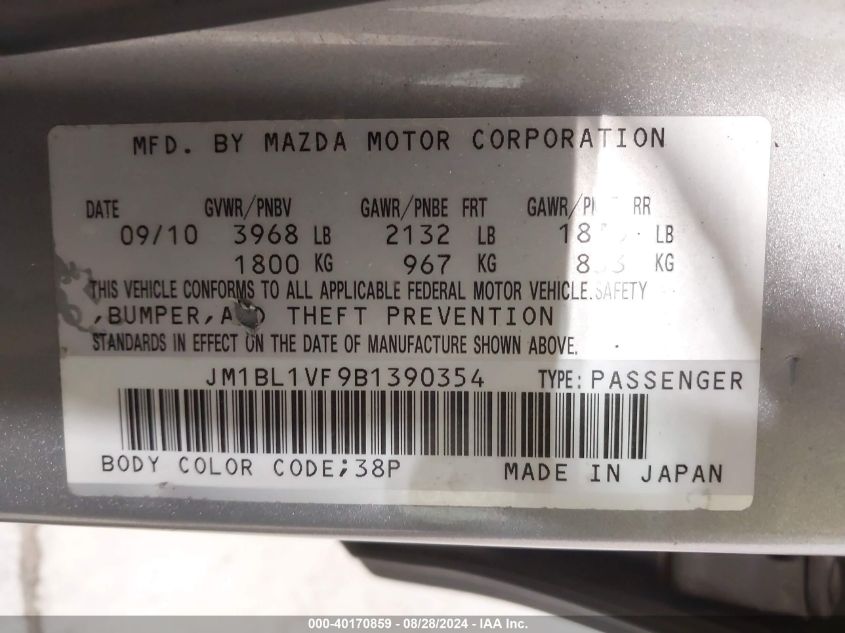 MFD. BY MAZDA MOTOR CORPORATION
DATE GVWR/PNBV GAWR/PNBE FRT GAWR/ RR
09/10 3968 LB 2132 LB LB
1800 KG 967 KG KG
THIS VEHICLE CONFORMS TO ALL APPLICABLE FEDERAL MOTOR VEHICLE SAFETY
,BUMPER, THEFT PREVENTION
STANDARDS IN EFFECT ON THE DATE OF MANUFACTURE SHOWN ABOVE.
JM1BL1VF9B1390354 TYPE: PASSENGER
BODY COLOR CODE;38P MADE IN JAPAN
000-40170859 - 08/28/2024 - IAA Inc.